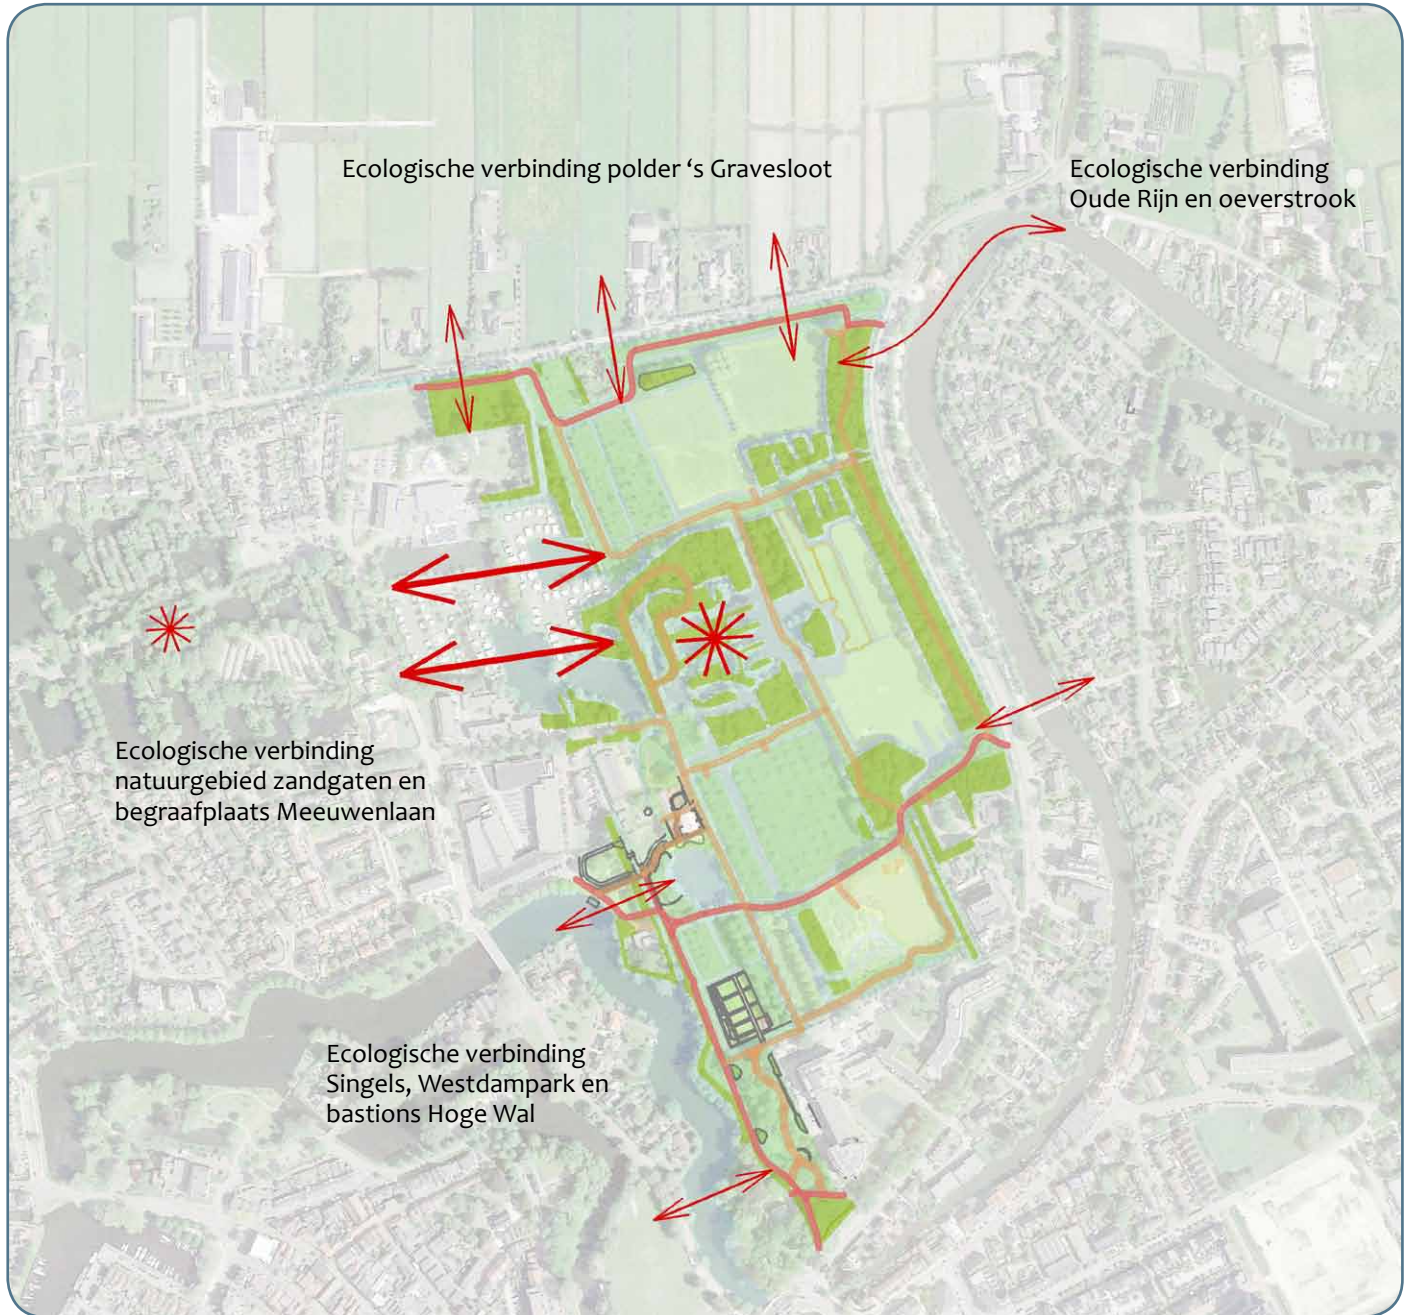 Ecologische verbinding polder ‘s Gravesloot
Ecologische verbinding
Oude Rijn en oeverstrook
Ecologische verbinding
natuurgebied zandgaten en
begraafplaats Meeuwenlaan
Ecologische verbinding
Singels, Westdampark en
bastions Hoge Wal